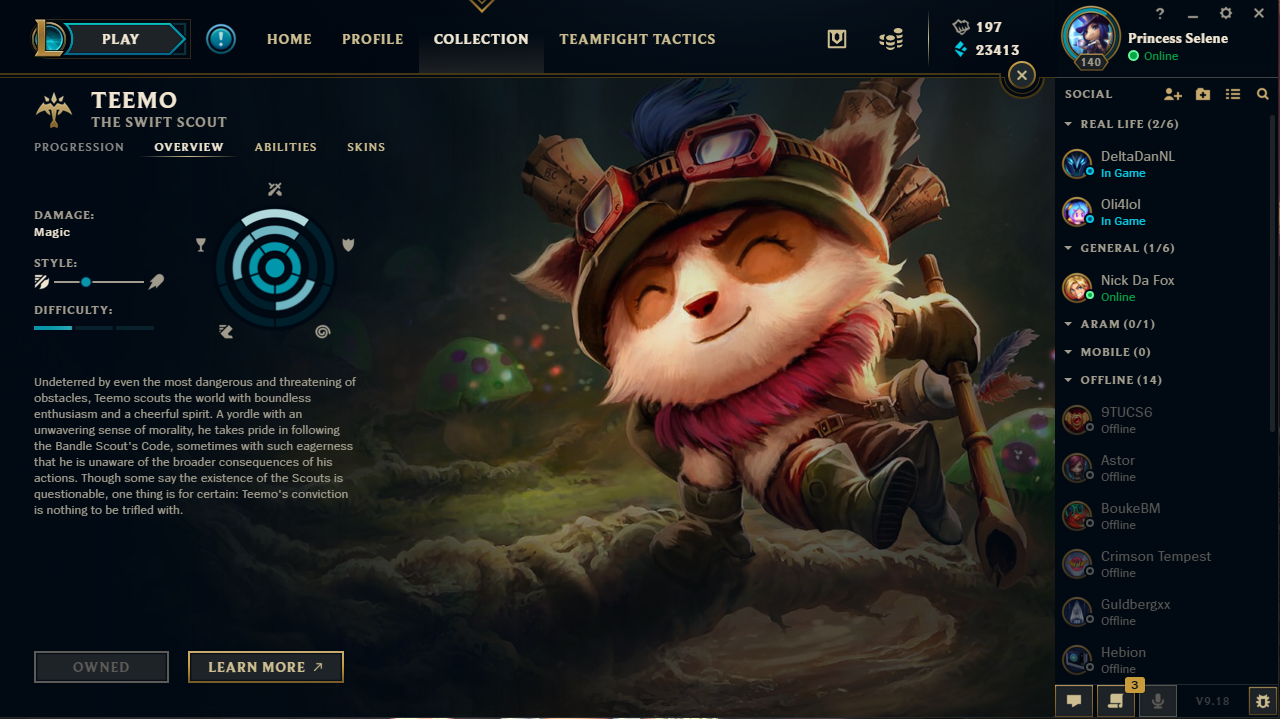 PLAY
HOME
PROFILE
COLLECTION
TEAMFIGHT TACTICS
197
23413
?
140
Princess Selene
Online
TEEMO
THE SWIFT SCOUT
PROGRESSION
OVERVIEW
ABILITIES
SKINS
DAMAGE:
Magic
STYLE:
DIFFICULTY:
Undeterred by even the most dangerous and threatening of
obstacles, Teemo scouts the world with boundless
enthusiasm and a cheerful spirit. A yordle with an
unwavering sense of morality, he takes pride in following
the Bandle Scout's Code, sometimes with such eagerness
that he is unaware of the broader consequences of his
actions. Though some say the existence of the Scouts is
questionable, one thing is for certain: Teemo's conviction
is nothing to be trifled with.
OWNED
LEARN MORE
SOCIAL
REAL LIFE (2/6)
DeltaDanNL
In Game
Oli4lol
In Game
GENERAL (1/6)
Nick Da Fox
Online
ARAM (0/1)
MOBILE (0)
OFFLINE (14)
9TUCS6
Offline
Astor
Offline
BoukeBM
Offline
Crimson Tempest
Offline
Guldbergxx
Offline
Hebion
Offline
3
V9.18